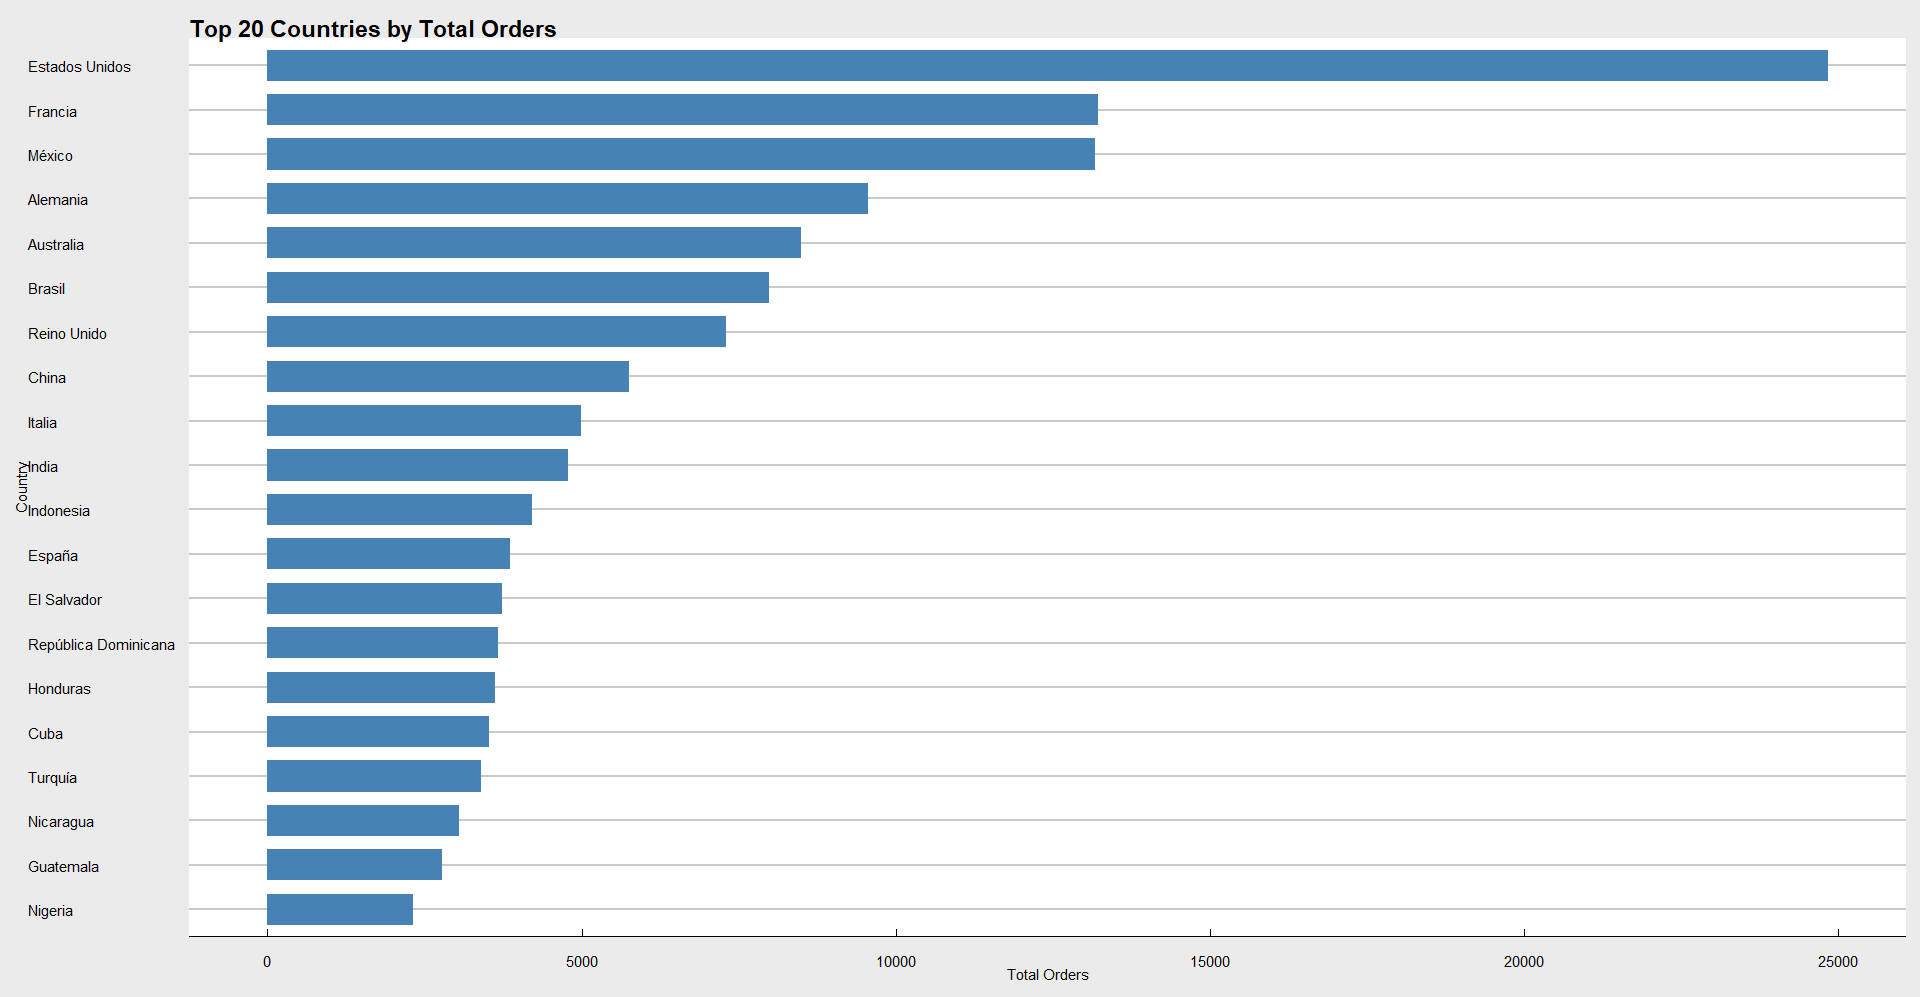 Top 20 Countries by Total Orders
Estados Unidos
Francia
México
Alemania
Australia
Brasil
Reino Unido
China
Italia
India
Indonesia
España
El Salvador
República Dominicana
Honduras
Cuba
Turquía
Nicaragua
Guatemala
Nigeria
Country
0 5000 10000 15000 20000 25000
Total Orders